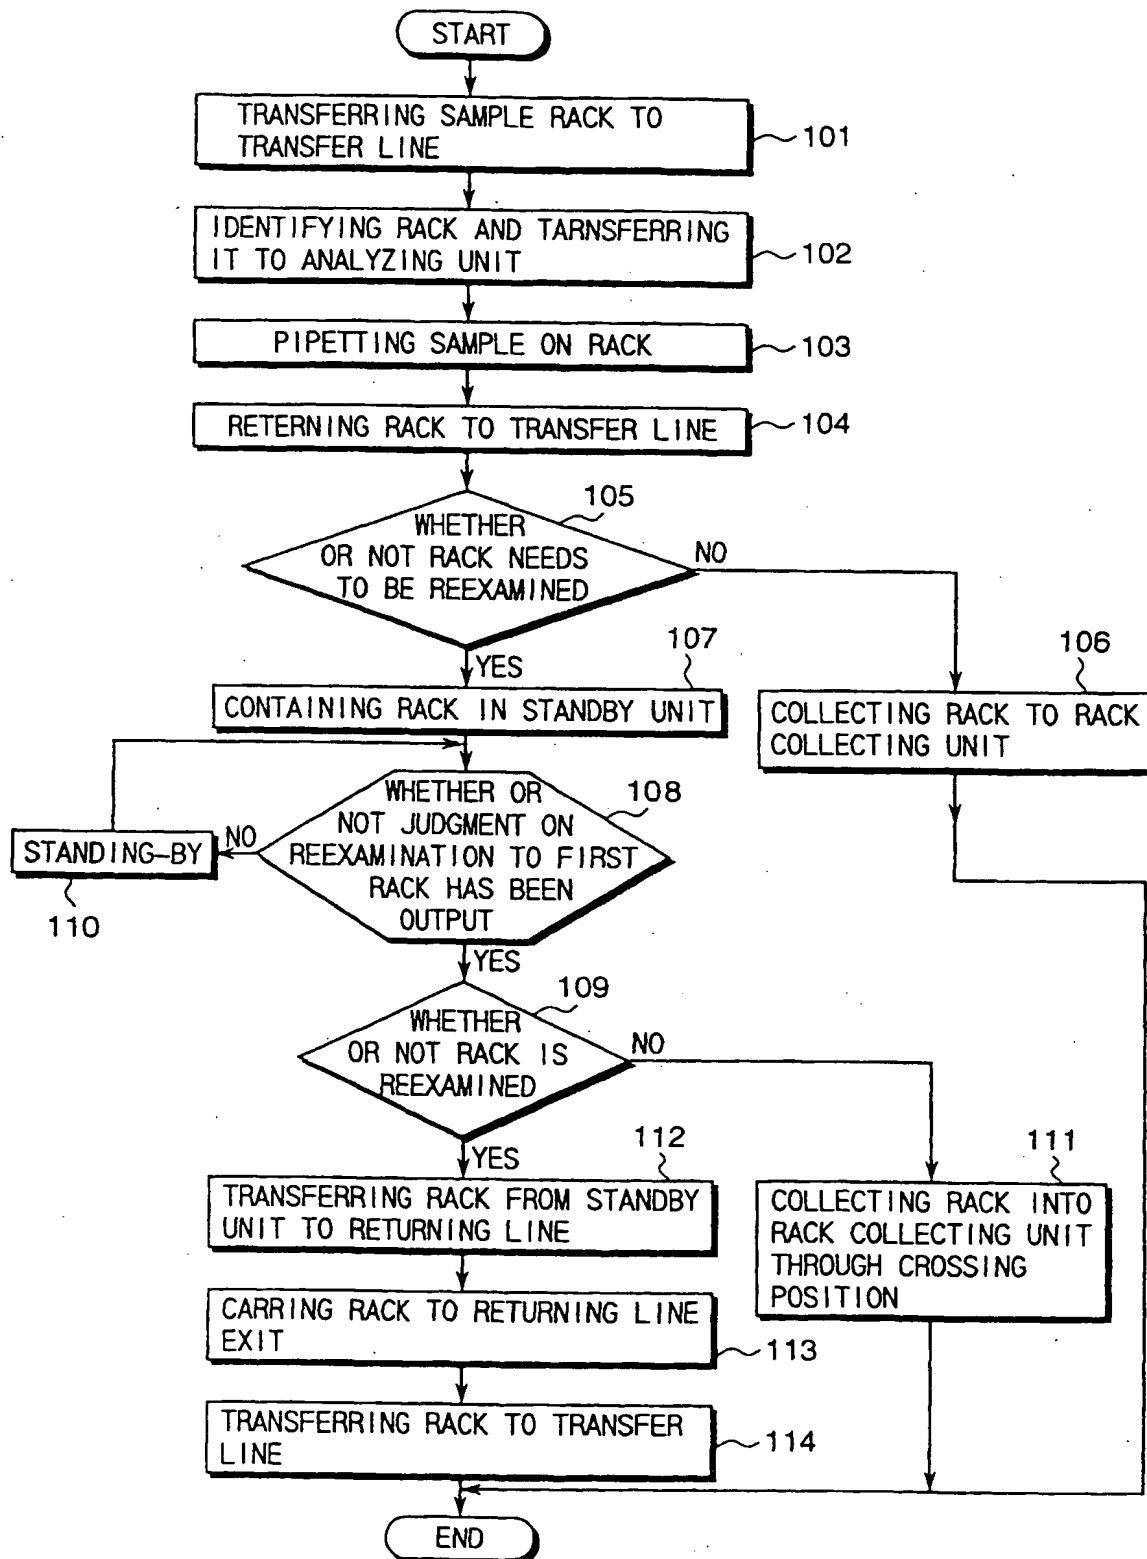 START
TRANSFERRING SAMPLE RACK TO
TRANSFER LINE
101
IDENTIFYING RACK AND TARNSFERRING
IT TO ANALYZING UNIT
102
PIPETTING SAMPLE ON RACK
103
RETERNING RACK TO TRANSFER LINE
104
105
WHETHER
OR NOT RACK NEEDS
TO BE REEXAMINED
NO
YES
107
CONTAINING RACK IN STANDBY UNIT
106
COLLECTING RACK TO RACK
COLLECTING UNIT
108
WHETHER OR
NOT JUDGMENT ON
REEXAMINATION TO FIRST
RACK HAS BEEN
OUTPUT
NO
STANDING-BY
110
YES
109
WHETHER
OR NOT RACK IS
REEXAMINED
NO
YES
112
TRANSFERRING RACK FROM STANDBY
UNIT TO RETURNING LINE
111
COLLECTING RACK INTO
RACK COLLECTING UNIT
THROUGH CROSSING
POSITION
CARRING RACK TO RETURNING LINE
EXIT
113
TRANSFERRING RACK TO TRANSFER
LINE
114
END